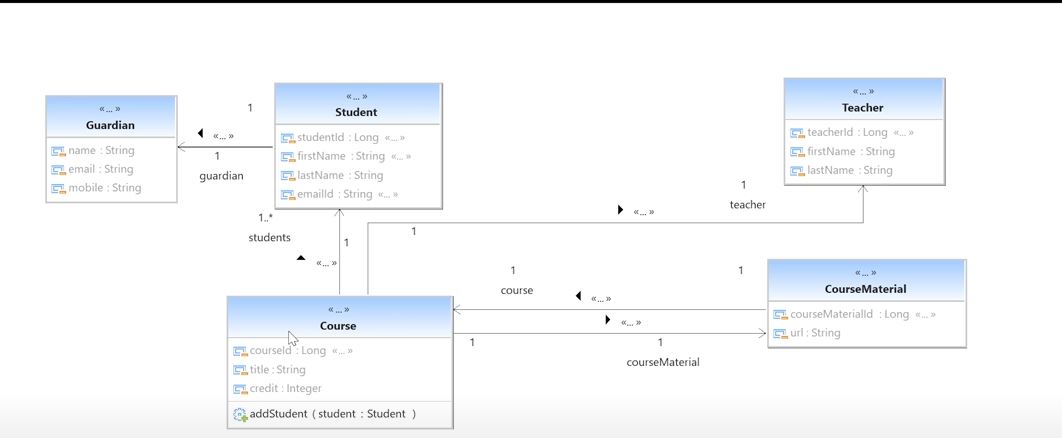 «... »
Guardian
name : String
email : String
mobile : String
1
«... »
1
guardian
«... »
Student
studentId : Long «... »
firstName : String «... »
lastName : String
emailId : String «... »
«... »
Teacher
teacherId : Long «... »
firstName : String
lastName : String
1..*
students
1
«... »
1
«... »
1
teacher
«... »
Course
courseId : Long «... »
title : String
credit : Integer
addStudent ( student : Student )
1
course
«... »
1
«... »
1
1
courseMaterial
«... »
CourseMaterial
courseMaterialId : Long «... »
url : String